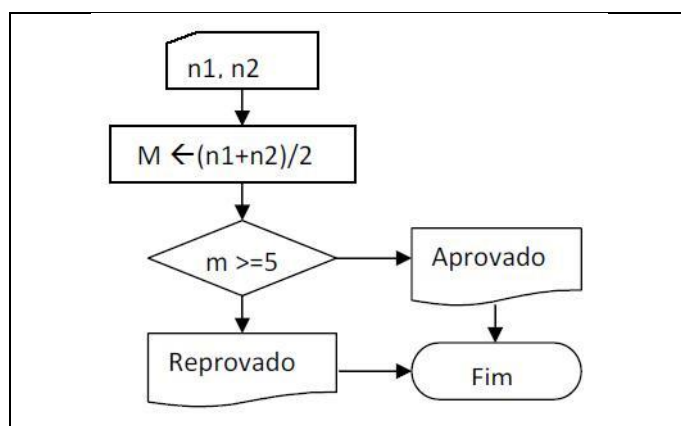 n1, n2
M ←(n1+n2)/2
m >=5
Aprovado
Reprovado
Fim